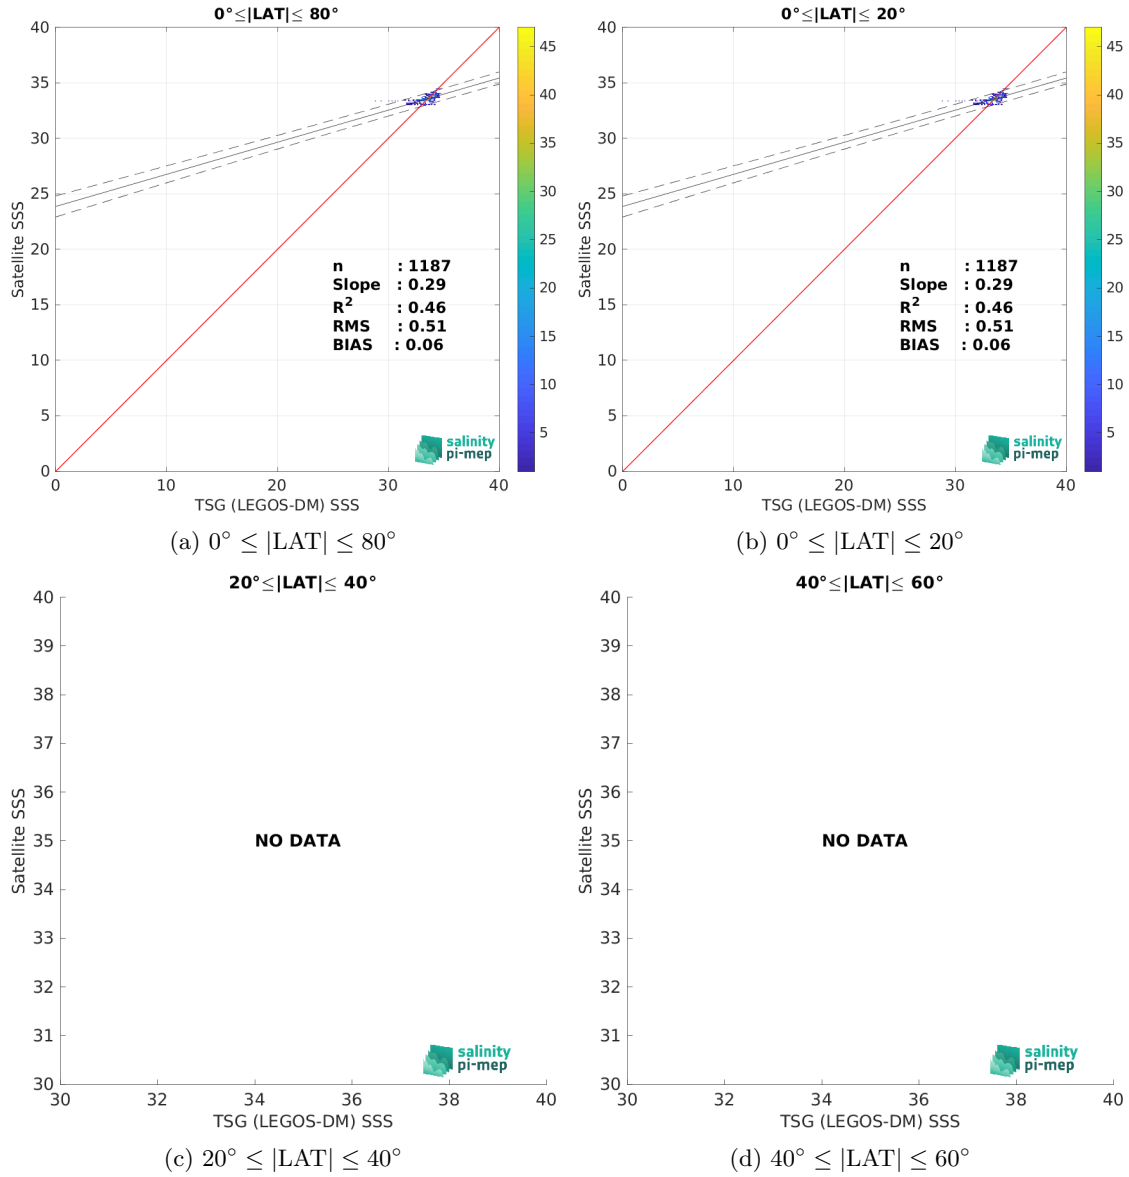 0°≤|LAT|≤ 80°
40
35
30
25
20
15
10
5
0
0
10
20
30
40
Satellite SSS
TSG (LEGOS-DM) SSS
n : 1187
Slope : 0.29
R² : 0.46
RMS : 0.51
BIAS : 0.06
salinity
pi-mep
45
40
35
30
25
20
15
10
5
(a) 0° ≤ |LAT| ≤ 80°
0°≤|LAT|≤ 20°
40
35
30
25
20
15
10
5
0
0
10
20
30
40
Satellite SSS
TSG (LEGOS-DM) SSS
n : 1187
Slope : 0.29
R² : 0.46
RMS : 0.51
BIAS : 0.06
salinity
pi-mep
45
40
35
30
25
20
15
10
5
(b) 0° ≤ |LAT| ≤ 20°
20°≤|LAT|≤ 40°
40
39
38
37
36
35
34
33
32
31
30
30
32
34
36
38
40
Satellite SSS
TSG (LEGOS-DM) SSS
NO DATA
salinity
pi-mep
(c) 20° ≤ |LAT| ≤ 40°
40°≤|LAT|≤ 60°
40
39
38
37
36
35
34
33
32
31
30
30
32
34
36
38
40
Satellite SSS
TSG (LEGOS-DM) SSS
NO DATA
salinity
pi-mep
(d) 40° ≤ |LAT| ≤ 60°